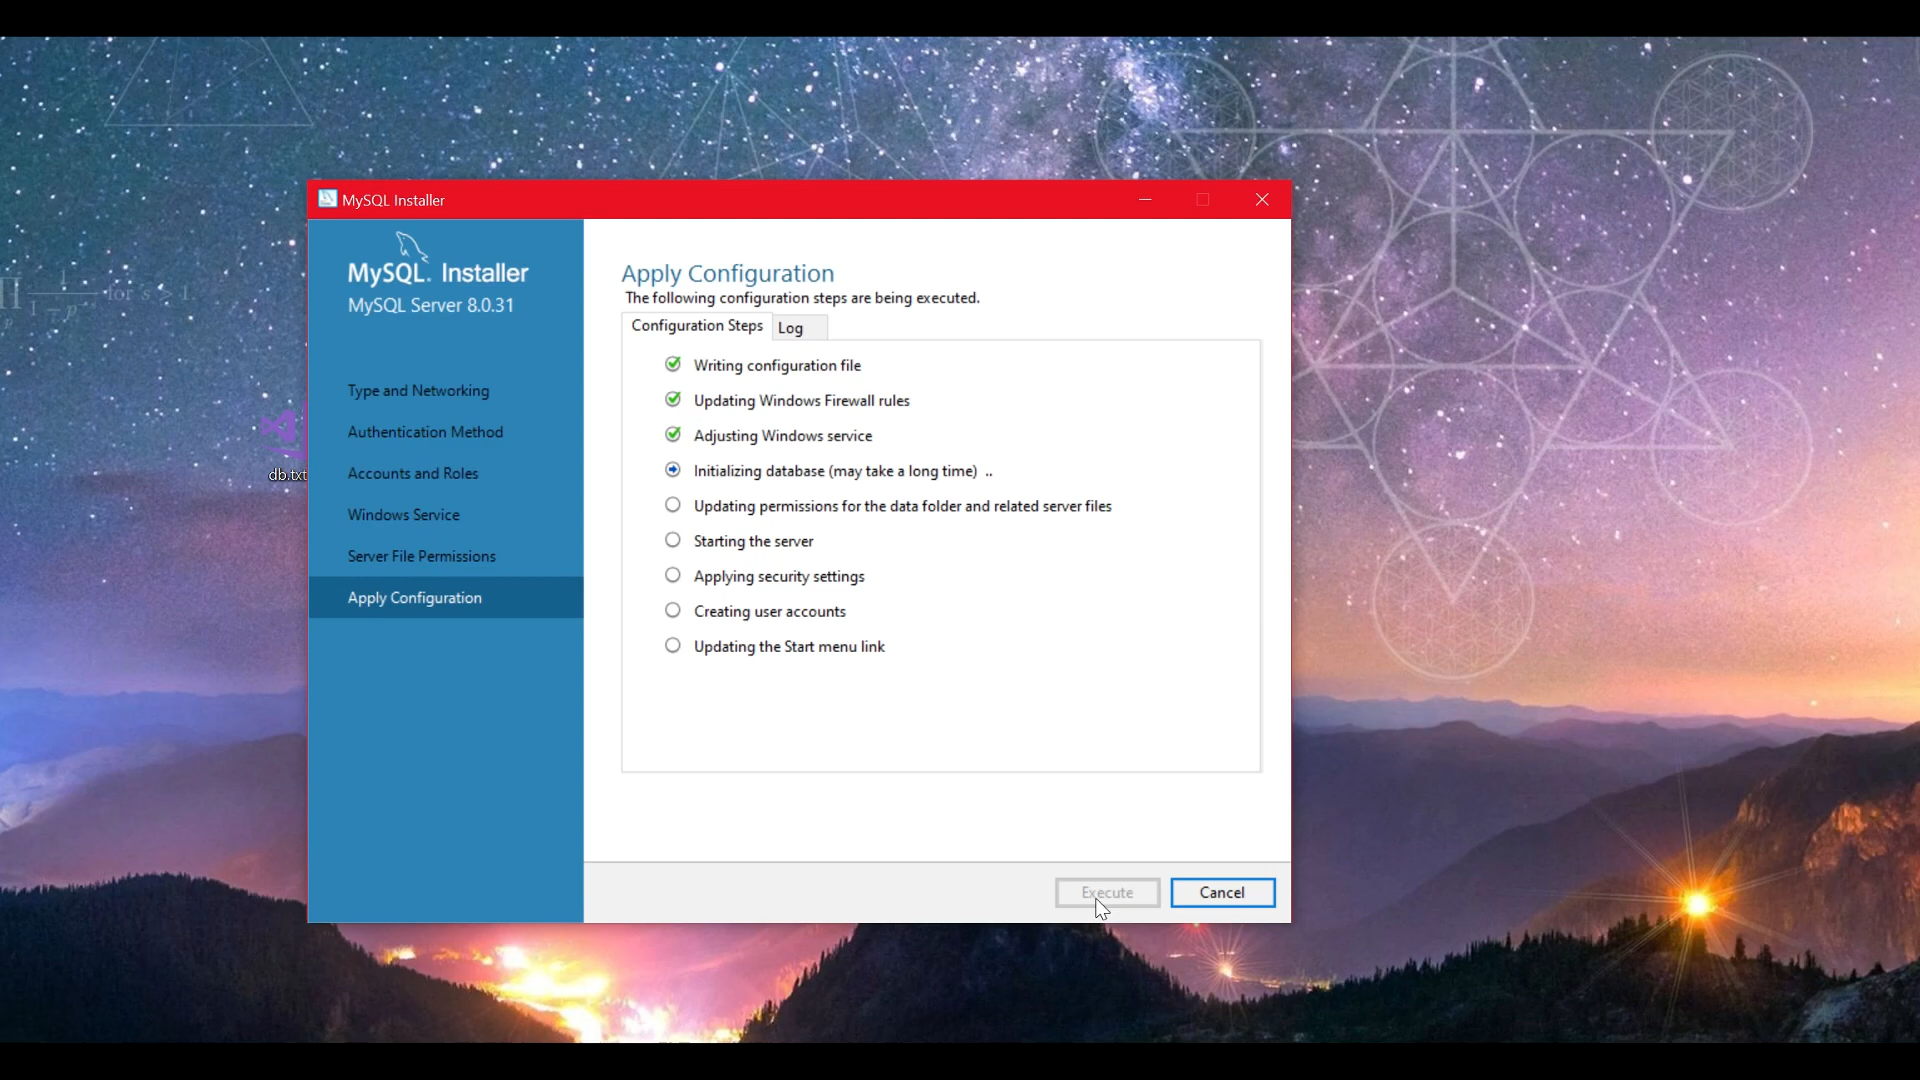 MySQL Installer
MySQL. Installer
MySQL Server 8.0.31
Type and Networking
Authentication Method
Accounts and Roles
Windows Service
Server File Permissions
Apply Configuration
Apply Configuration
The following configuration steps are being executed.
Configuration Steps
Log
Writing configuration file
Updating Windows Firewall rules
Adjusting Windows service
Initializing database (may take a long time) ..
Updating permissions for the data folder and related server files
Starting the server
Applying security settings
Creating user accounts
Updating the Start menu link
Execute
Cancel
db.txt
for s > 1.